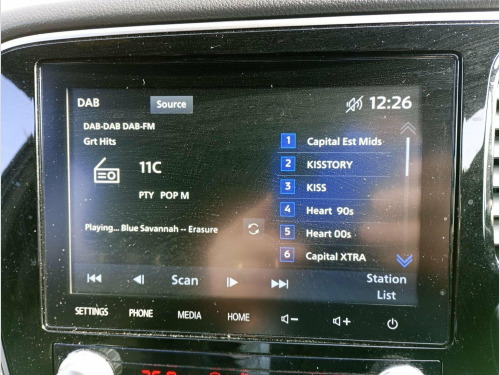 DAB
Source
12:26
DAB-DAB DAB-FM
Grt Hits
11C
PTY POP M
Playing... Blue Savannah -- Erasure
1 Capital Est Mids
2 KISSTORY
3 KISS
4 Heart 90s
5 Heart 00s
6 Capital XTRA
Scan
Station
List
SETTINGS PHONE MEDIA HOME